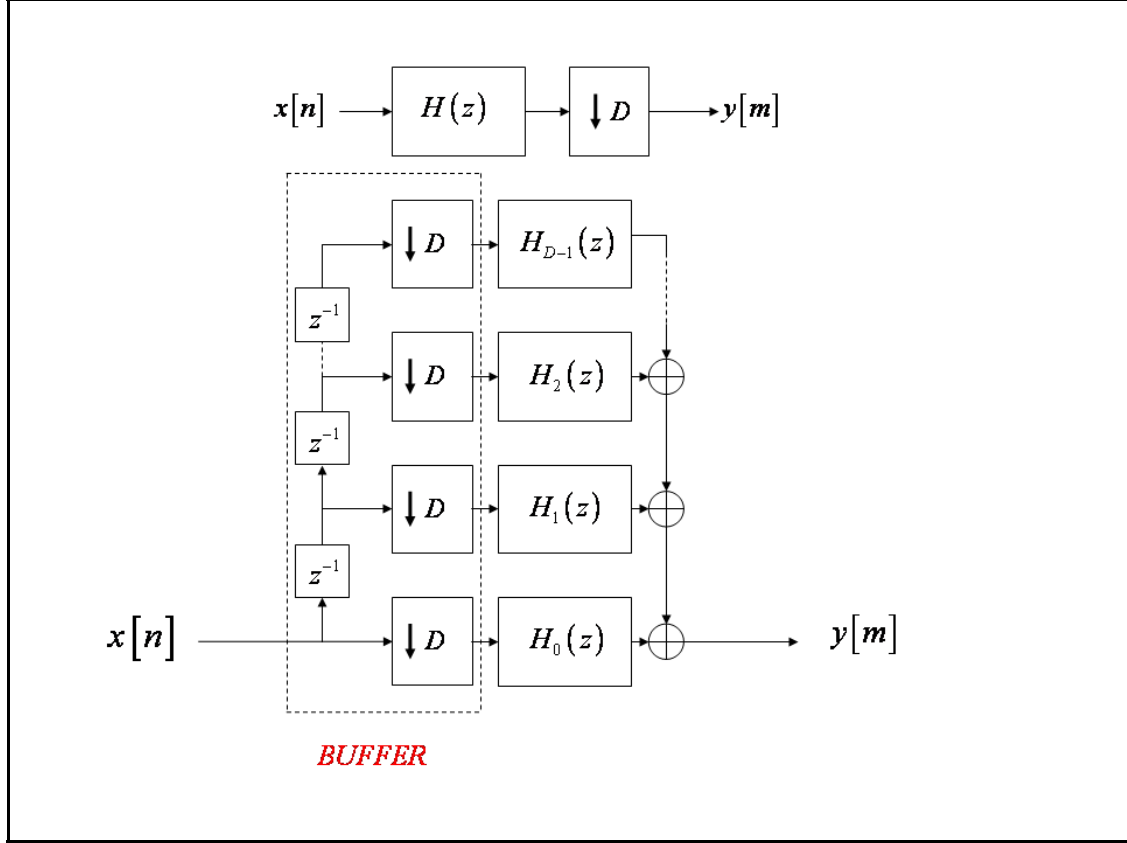 x[n] H(z) ↓ D y[m]
↓ D H_{D-1}(z)
z^{-1}
↓ D H_2(z)
z^{-1}
↓ D H_1(z)
z^{-1}
x[n] ↓ D H_0(z) y[m]
BUFFER